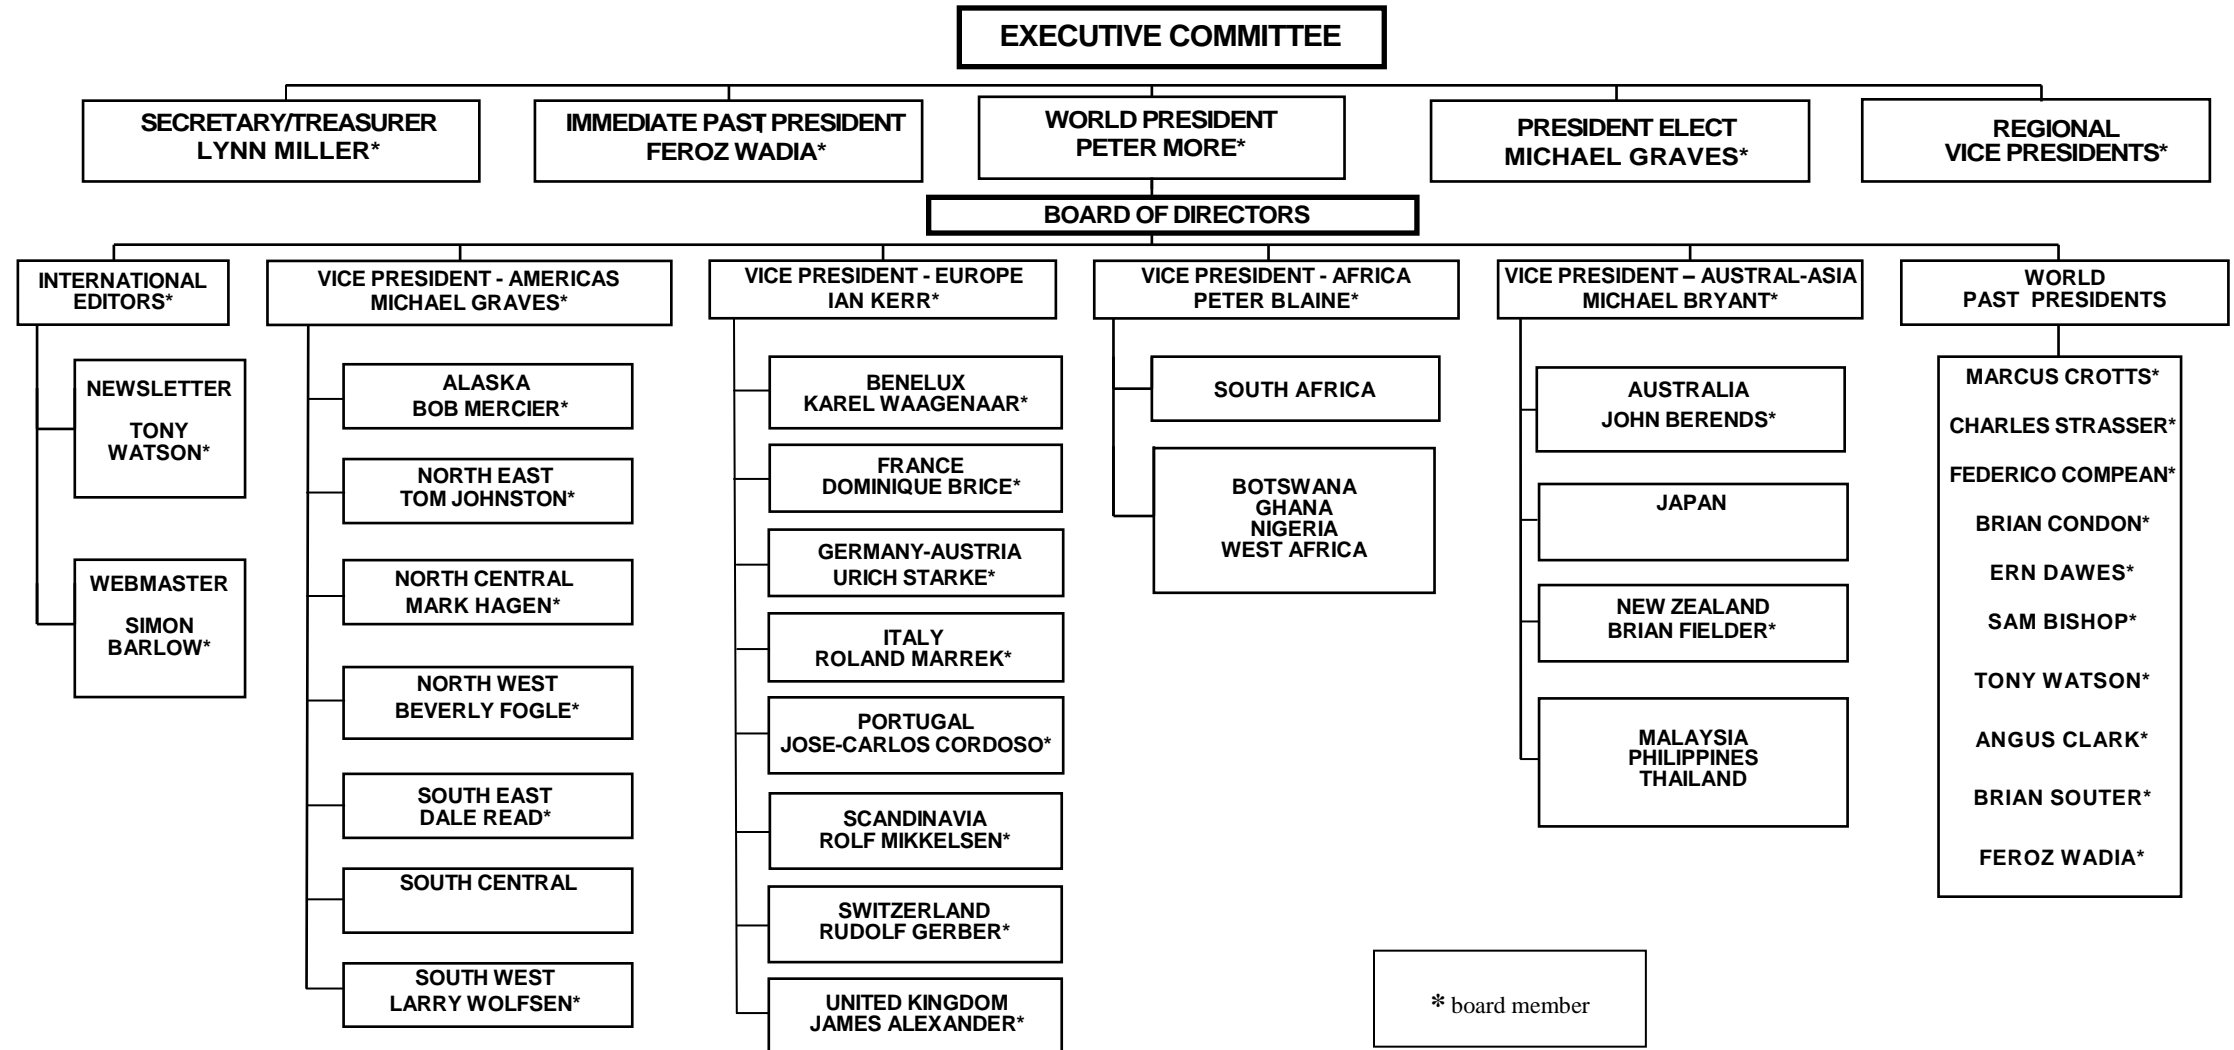 EXECUTIVE COMMITTEE
SECRETARY/TREASURER
LYNN MILLER*
IMMEDIATE PAST PRESIDENT
FEROZ WADIA*
WORLD PRESIDENT
PETER MORE*
PRESIDENT ELECT
MICHAEL GRAVES*
REGIONAL
VICE PRESIDENTS*
BOARD OF DIRECTORS
INTERNATIONAL
EDITORS*
NEWSLETTER
TONY
WATSON*
WEBMASTER
SIMON
BARLOW*
VICE PRESIDENT - AMERICAS
MICHAEL GRAVES*
ALASKA
BOB MERCIER*
NORTH EAST
TOM JOHNSTON*
NORTH CENTRAL
MARK HAGEN*
NORTH WEST
BEVERLY FOGLE*
SOUTH EAST
DALE READ*
SOUTH CENTRAL
SOUTH WEST
LARRY WOLFSEN*
VICE PRESIDENT - EUROPE
IAN KERR*
BENELUX
KAREL WAAGENAAR*
FRANCE
DOMINIQUE BRICE*
GERMANY-AUSTRIA
URICH STARKE*
ITALY
ROLAND MARREK*
PORTUGAL
JOSE-CARLOS CORDOSO*
SCANDINAVIA
ROLF MIKKELSEN*
SWITZERLAND
RUDOLF GERBER*
UNITED KINGDOM
JAMES ALEXANDER*
VICE PRESIDENT - AFRICA
PETER BLAINE*
SOUTH AFRICA
BOTSWANA
GHANA
NIGERIA
WEST AFRICA
VICE PRESIDENT – AUSTRAL-ASIA
MICHAEL BRYANT*
AUSTRALIA
JOHN BERENDS*
JAPAN
NEW ZEALAND
BRIAN FIELDER*
MALAYSIA
PHILIPPINES
THAILAND
WORLD
PAST PRESIDENTS
MARCUS CROTTS*
CHARLES STRASSER*
FEDERICO COMPEAN*
BRIAN CONDON*
ERN DAWES*
SAM BISHOP*
TONY WATSON*
ANGUS CLARK*
BRIAN SOUTER*
FEROZ WADIA*
* board member